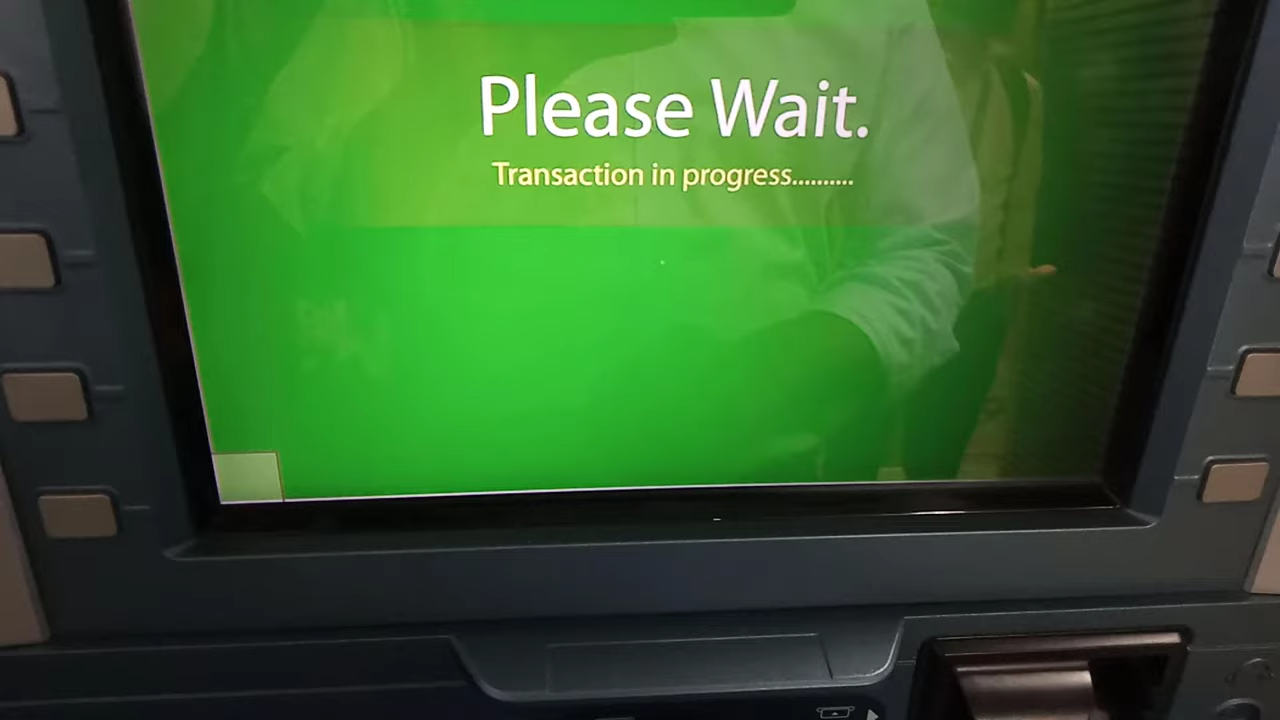 Please Wait.
Transaction in progress..........